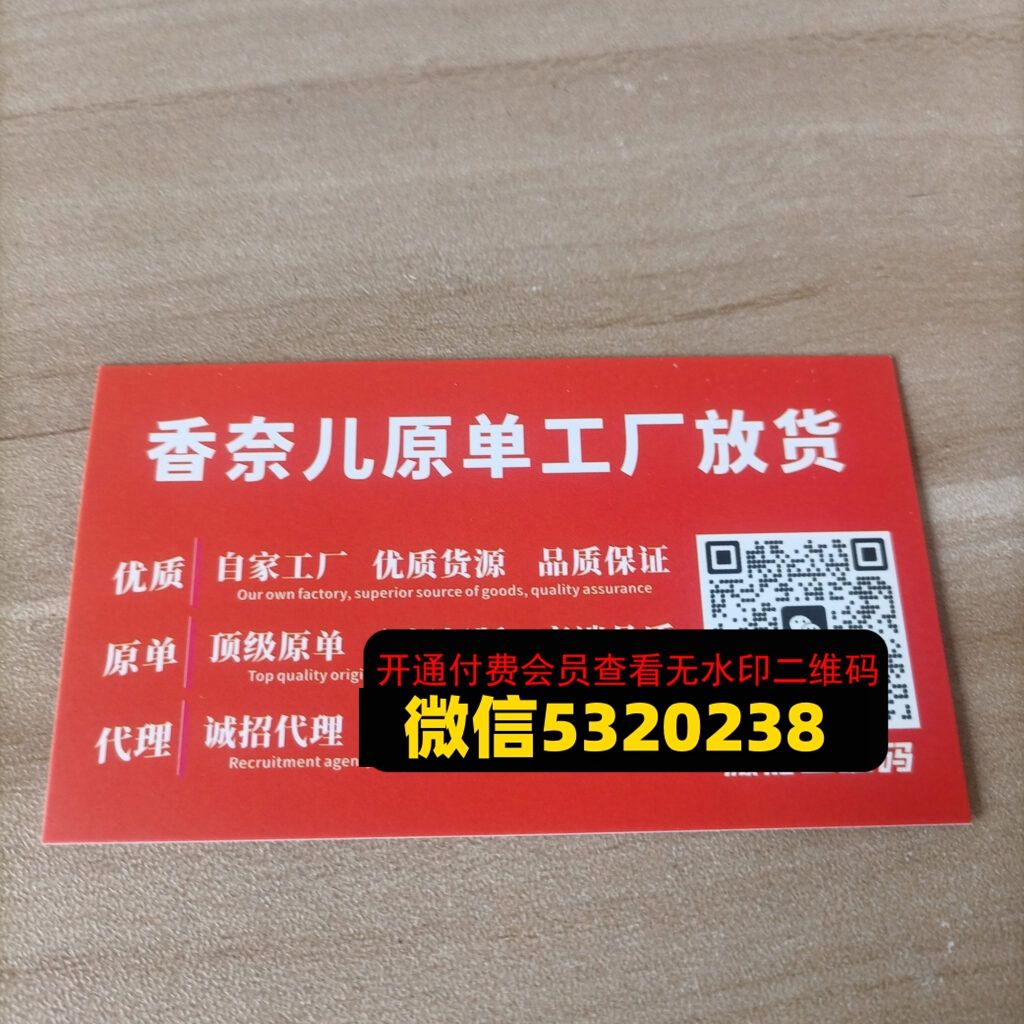 香奈儿原单工厂放货
优质 自家工厂 优质货源 品质保证
Our own factory, superior source of goods, quality assurance
原单 顶级原单
Top quality origi
开通付费会员查看无水印二维码
微信5320238
代理 诚招代理
Recruitment agen
码